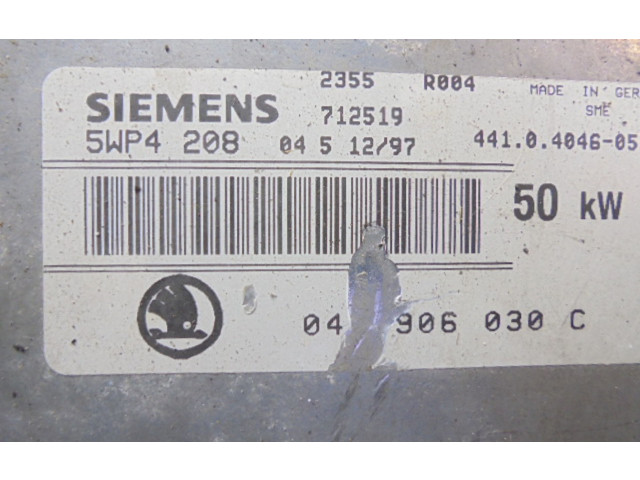 2355 R004 MADE IN GER
SIEMENS 712519 SME
5WP4 208 04 5 12/97 441.0.4046-05
50 kW
04 906 030 C